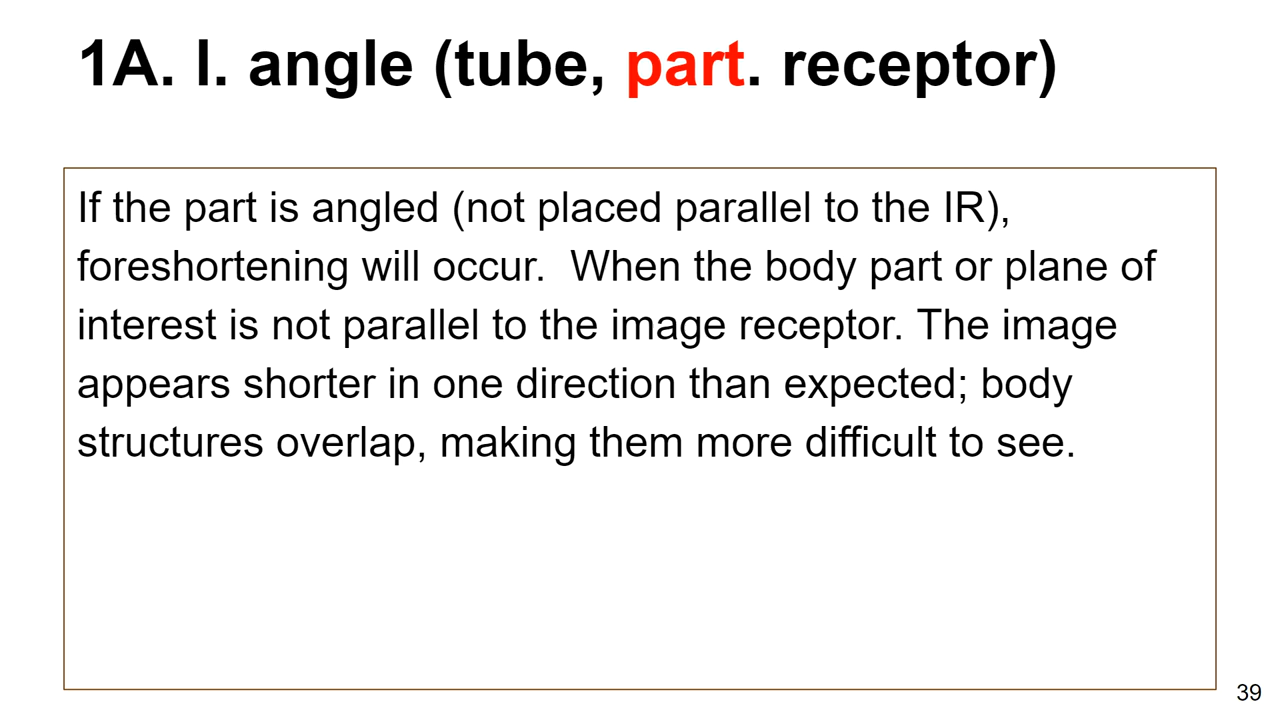 1A. I. angle (tube, part. receptor)
If the part is angled (not placed parallel to the IR),
foreshortening will occur.  When the body part or plane of
interest is not parallel to the image receptor. The image
appears shorter in one direction than expected; body
structures overlap, making them more difficult to see.
39